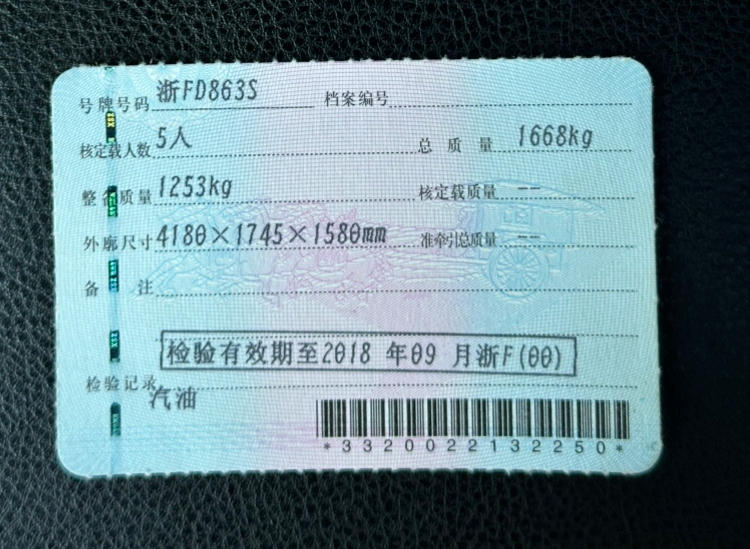 号牌号码 浙FD863S 档案编号
核定载人数 5人 总质量 1668kg
整备质量 1253kg 核定载质量 --
外廓尺寸 4180×1745×1580mm 准牵引总质量 --
备注
检验有效期至2018 年09 月浙F(00)
检验记录
汽油
*3320022132250*